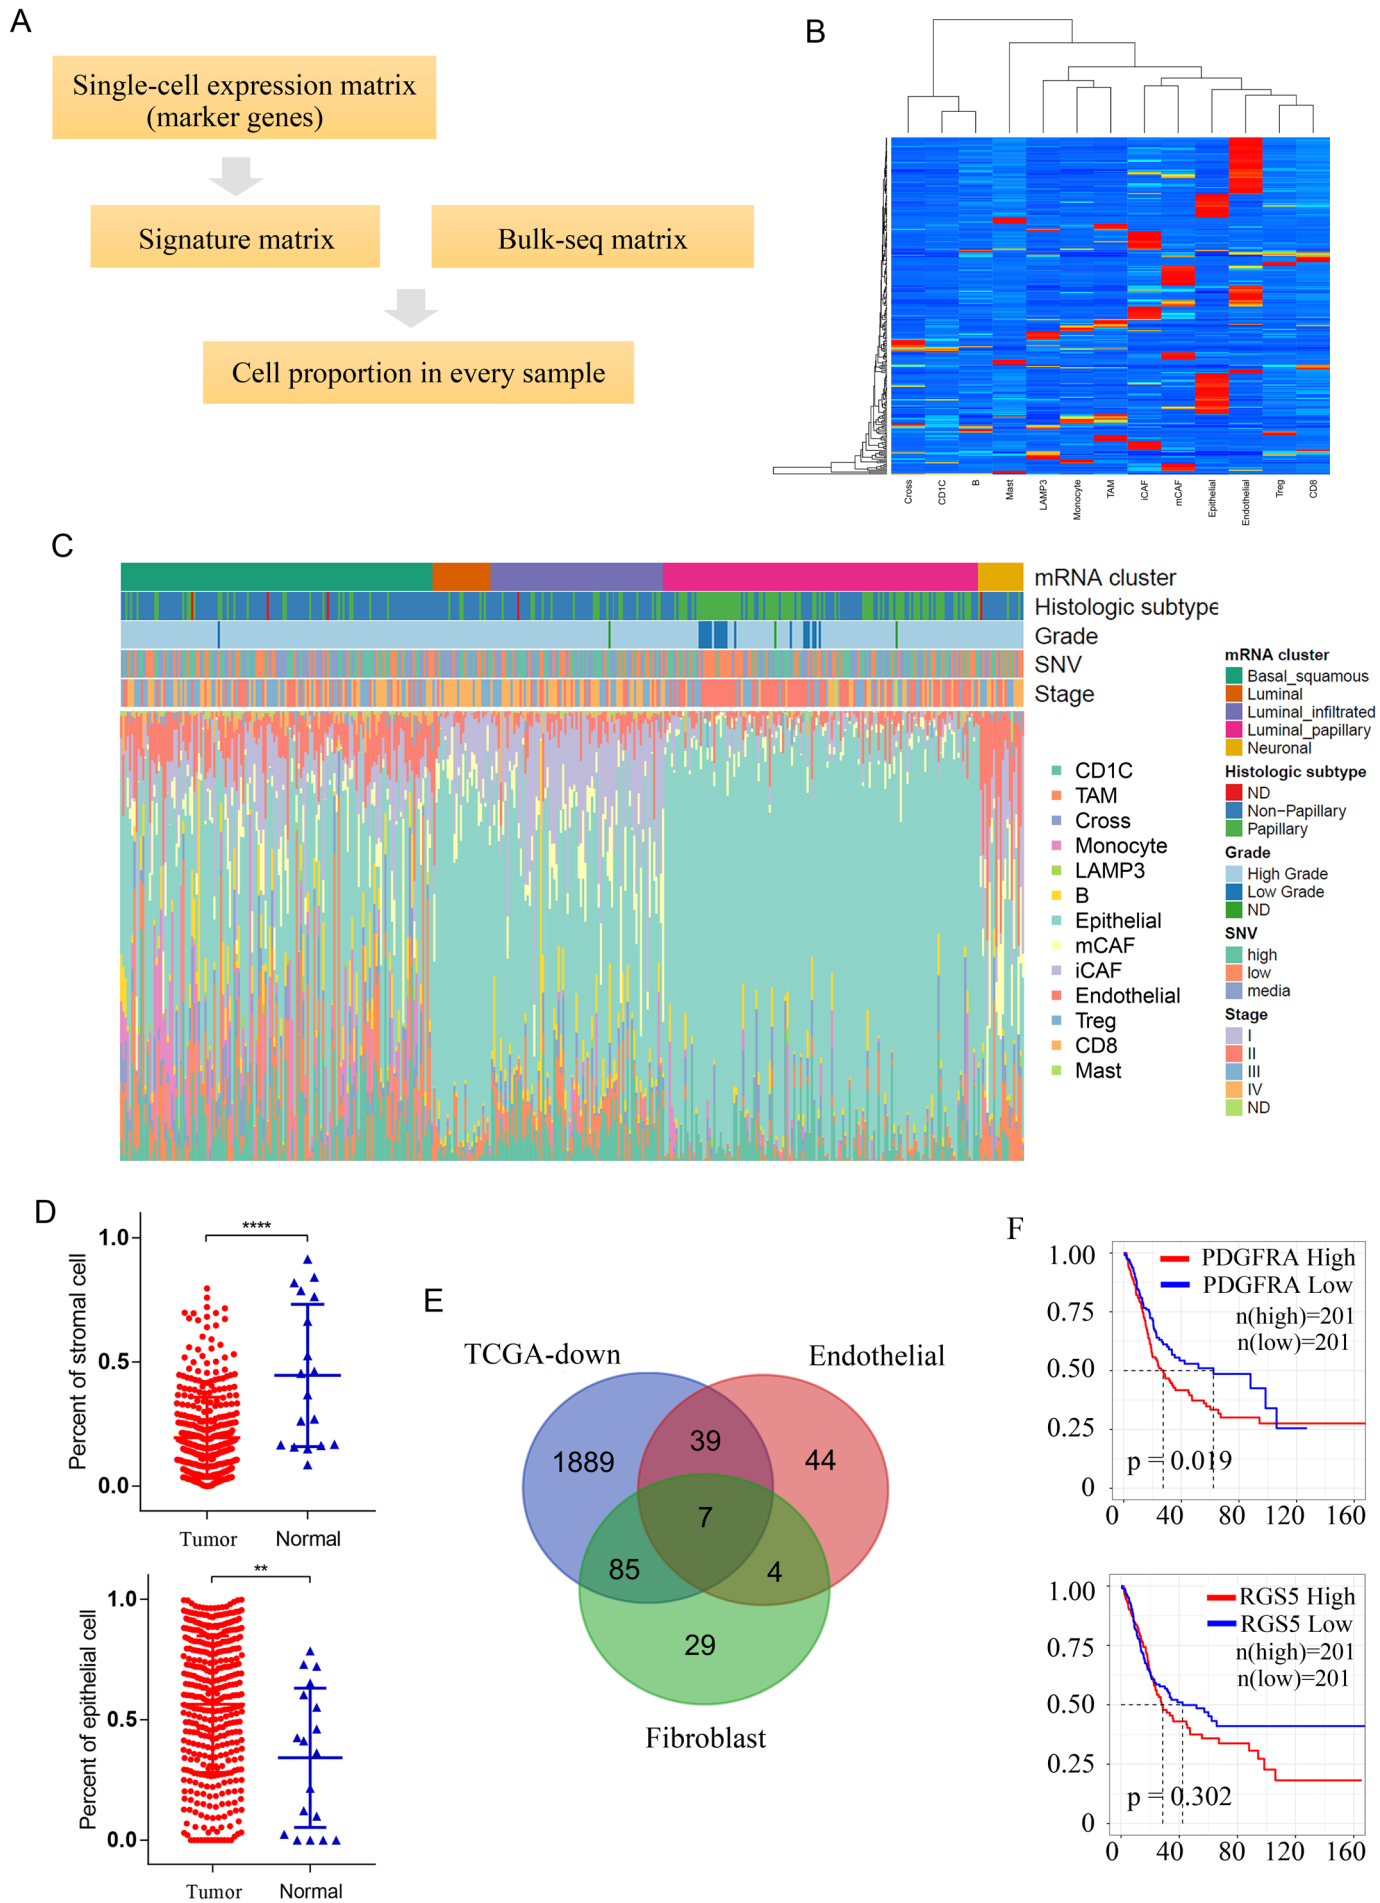 A
Single-cell expression matrix
(marker genes)
Signature matrix
Bulk-seq matrix
Cell proportion in every sample
B
Cross
CD1C
B
Mast
LAMP3
Monocyte
TAM
iCAF
mCAF
Epithelial
Endothelial
Treg
CD8
C
mRNA cluster
Histologic subtype
Grade
SNV
Stage
CD1C
TAM
Cross
Monocyte
LAMP3
B
Epithelial
mCAF
iCAF
Endothelial
Treg
CD8
Mast
mRNA cluster
Basal_squamous
Luminal
Luminal_infiltrated
Luminal_papillary
Neuronal
Histologic subtype
ND
Non-Papillary
Papillary
Grade
High Grade
Low Grade
ND
SNV
high
low
media
Stage
I
II
III
IV
ND
D
Percent of stromal cell
1.0
0.5
0.0
****
Tumor
Normal
Percent of epithelial cell
1.0
0.5
0.0
**
Tumor
Normal
E
TCGA-down
Endothelial
1889
39
44
7
85
4
29
Fibroblast
F
1.00
0.75
0.50
0.25
0
PDGFRA High
PDGFRA Low
n(high)=201
n(low)=201
p = 0.019
0 40 80 120 160
1.00
0.75
0.50
0.25
0
RGS5 High
RGS5 Low
n(high)=201
n(low)=201
p = 0.302
0 40 80 120 160